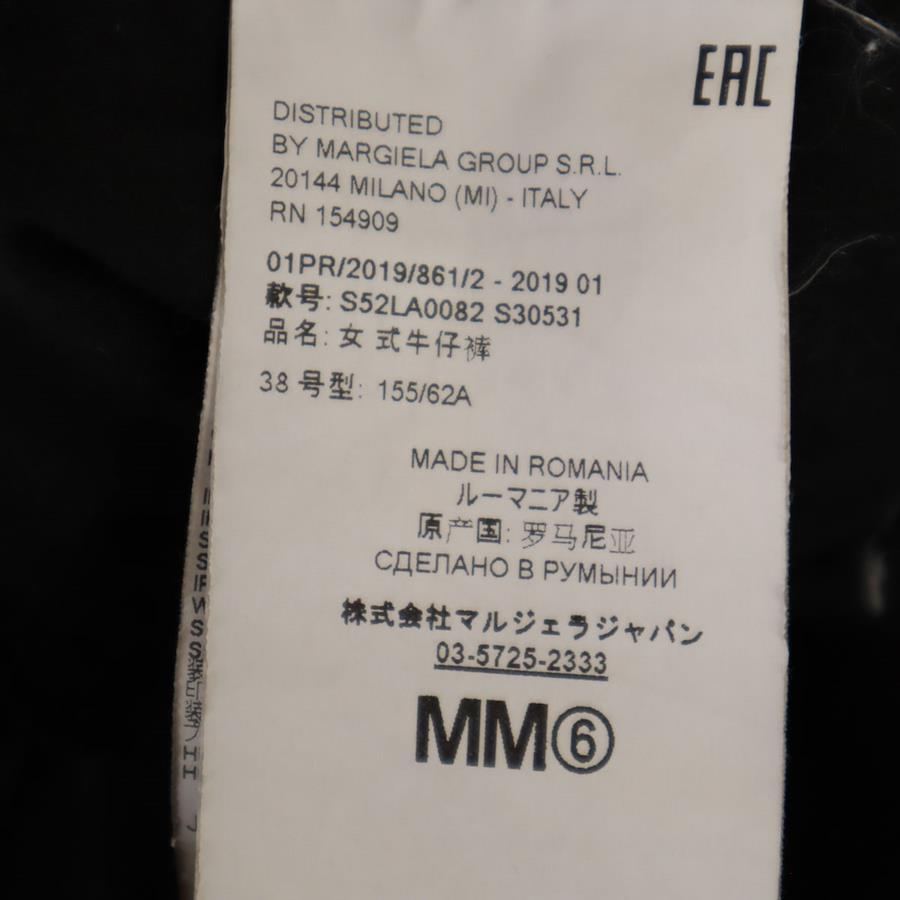 EAC
DISTRIBUTED
BY MARGIELA GROUP S.R.L.
20144 MILANO (MI) - ITALY
RN 154909
01PR/2019/861/2 - 2019 01
款号: S52LA0082 S30531
品名: 女 式牛仔裤
38 号型: 155/62A
MADE IN ROMANIA
ルーマニア製
原产国: 罗马尼亚
СДЕЛАНО В РУМЫНИИ
株式会社マルジェラジャパン
03-5725-2333
MM⑥